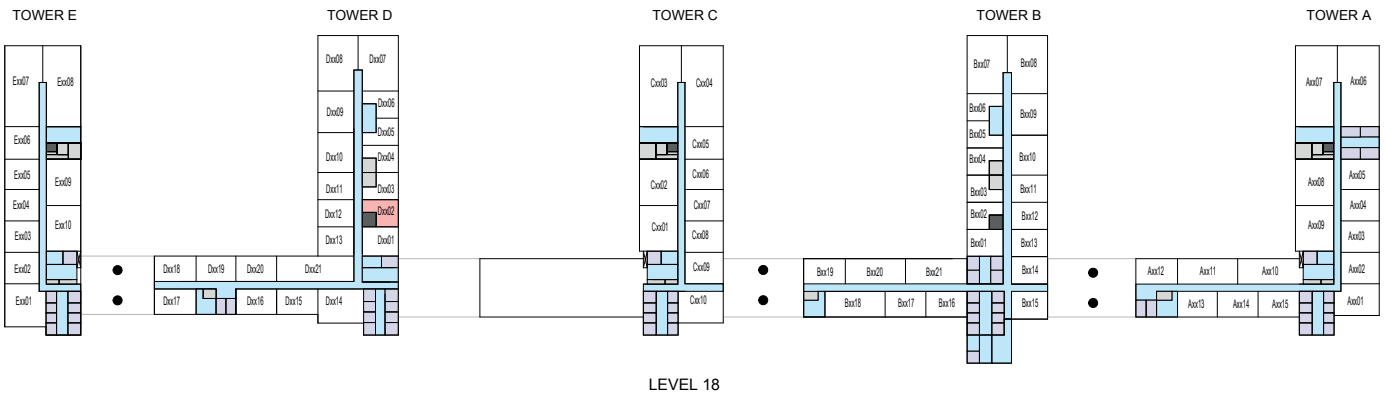 TOWER E
TOWER D
TOWER C
TOWER B
TOWER A
Exx07
Exx08
Exx06
Exx05
Exx09
Exx04
Exx03
Exx10
Exx02
Exx01
Dxx08
Dxx07
Dxx09
Dxx06
Dxx05
Dxx10
Dxx04
Dxx11
Dxx03
Dxx12
Dxx02
Dxx13
Dxx01
Dxx18
Dxx19
Dxx20
Dxx21
Dxx17
Dxx16
Dxx15
Dxx14
Cxx03
Cxx04
Cxx05
Cxx02
Cxx06
Cxx07
Cxx01
Cxx08
Cxx09
Cxx10
Bxx07
Bxx08
Bxx06
Bxx09
Bxx05
Bxx04
Bxx10
Bxx03
Bxx11
Bxx02
Bxx12
Bxx01
Bxx13
Bxx19
Bxx20
Bxx21
Bxx14
Bxx18
Bxx17
Bxx16
Bxx15
Axx07
Axx06
Axx08
Axx05
Axx04
Axx09
Axx03
Axx12
Axx11
Axx10
Axx02
Axx13
Axx14
Axx15
Axx01
LEVEL 18